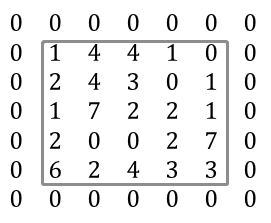 0 0 0 0 0 0 0
0 1 4 4 1 0 0
0 2 4 3 0 1 0
0 1 7 2 2 1 0
0 2 0 0 2 7 0
0 6 2 4 3 3 0
0 0 0 0 0 0 0